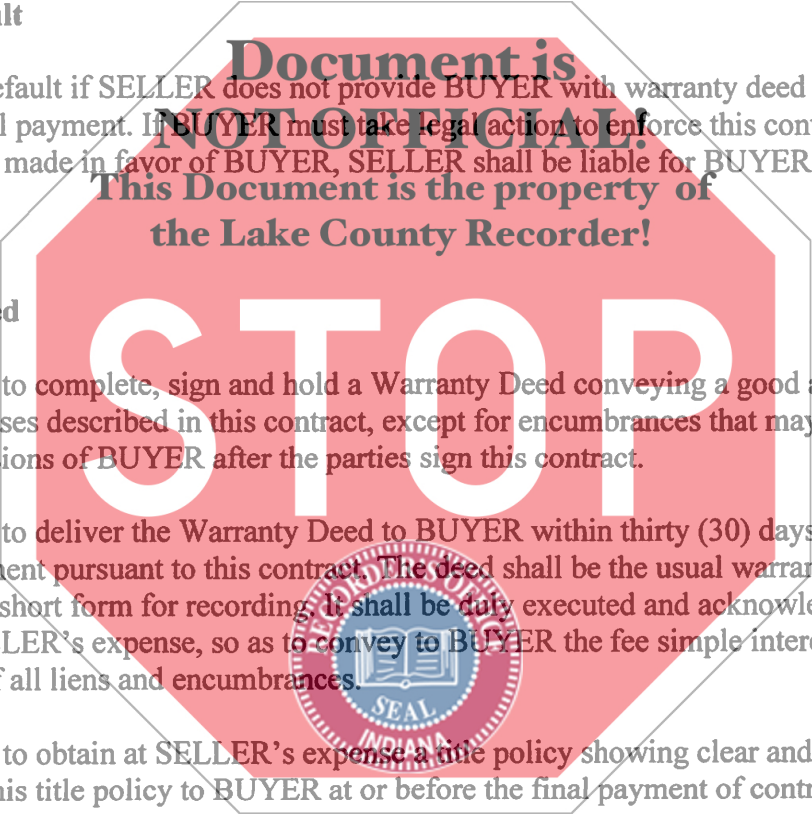 ult
Document is
efault if SELLER does not provide BUYER with warranty deed
NOT OFFICIAL!
l payment. If BUYER must take legal action to enforce this cont
made in favor of BUYER, SELLER shall be liable for BUYER
This Document is the property of
the Lake County Recorder!
ed
STOP
to complete, sign and hold a Warranty Deed conveying a good a
ses described in this contract, except for encumbrances that may
sions of BUYER after the parties sign this contract.
to deliver the Warranty Deed to BUYER within thirty (30) days
ment pursuant to this contract. The deed shall be the usual warran
short form for recording. It shall be duly executed and acknowle
LER's expense, so as to convey to BUYER the fee simple intere
f all liens and encumbrances.
RECORDER'S OFFICE
SEAL
INDIANA
to obtain at SELLER's expense a title policy showing clear and
his title policy to BUYER at or before the final payment of contr